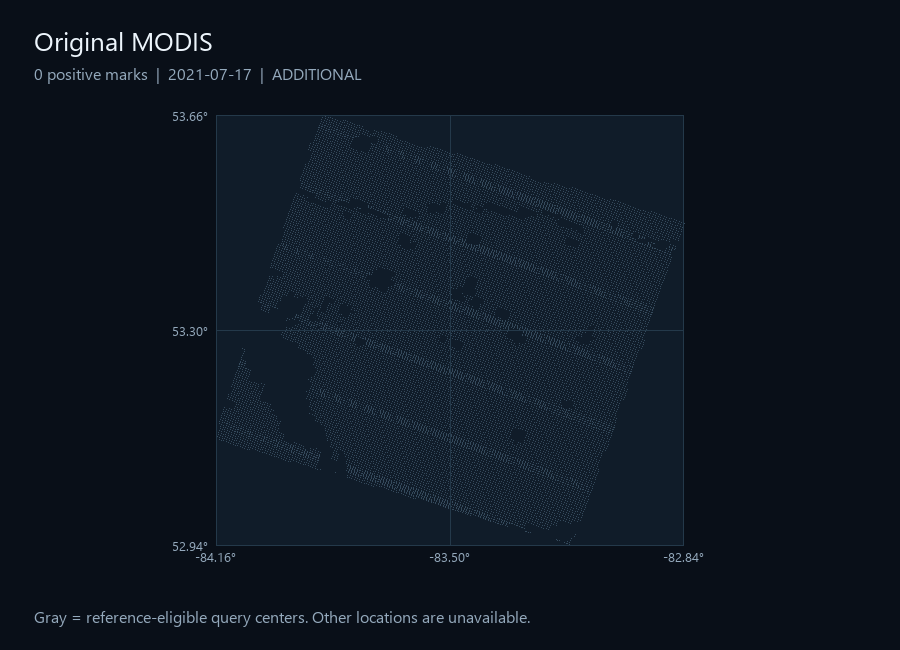 Original MODIS
0 positive marks | 2021-07-17 | ADDITIONAL
53.66°
53.30°
52.94°
-84.16° -83.50° -82.84°
Gray = reference-eligible query centers. Other locations are unavailable.